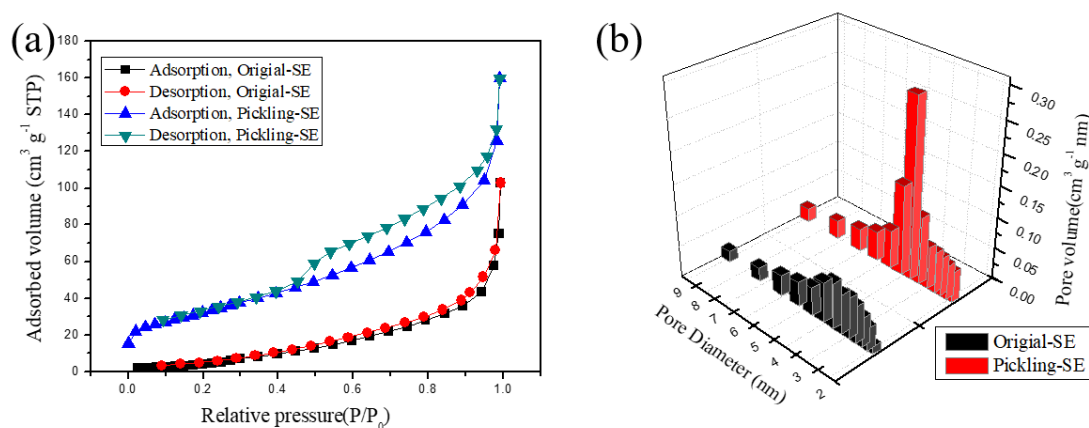 (a)
Adsorbed volume (cm³ g⁻¹ STP)
180
160
140
120
100
80
60
40
20
0
Adsorption, Origial-SE
Desorption, Origial-SE
Adsorption, Pickling-SE
Desorption, Pickling-SE
0.0 0.2 0.4 0.6 0.8 1.0
Relative pressure(P/P₀)
(b)
0.30
0.25
0.20
0.15
0.10
0.05
0.00
Pore volume(cm³ g⁻¹ nm)
9 8 7 6 5 4 3 2
Pore Diameter (nm)
Origial-SE
Pickling-SE